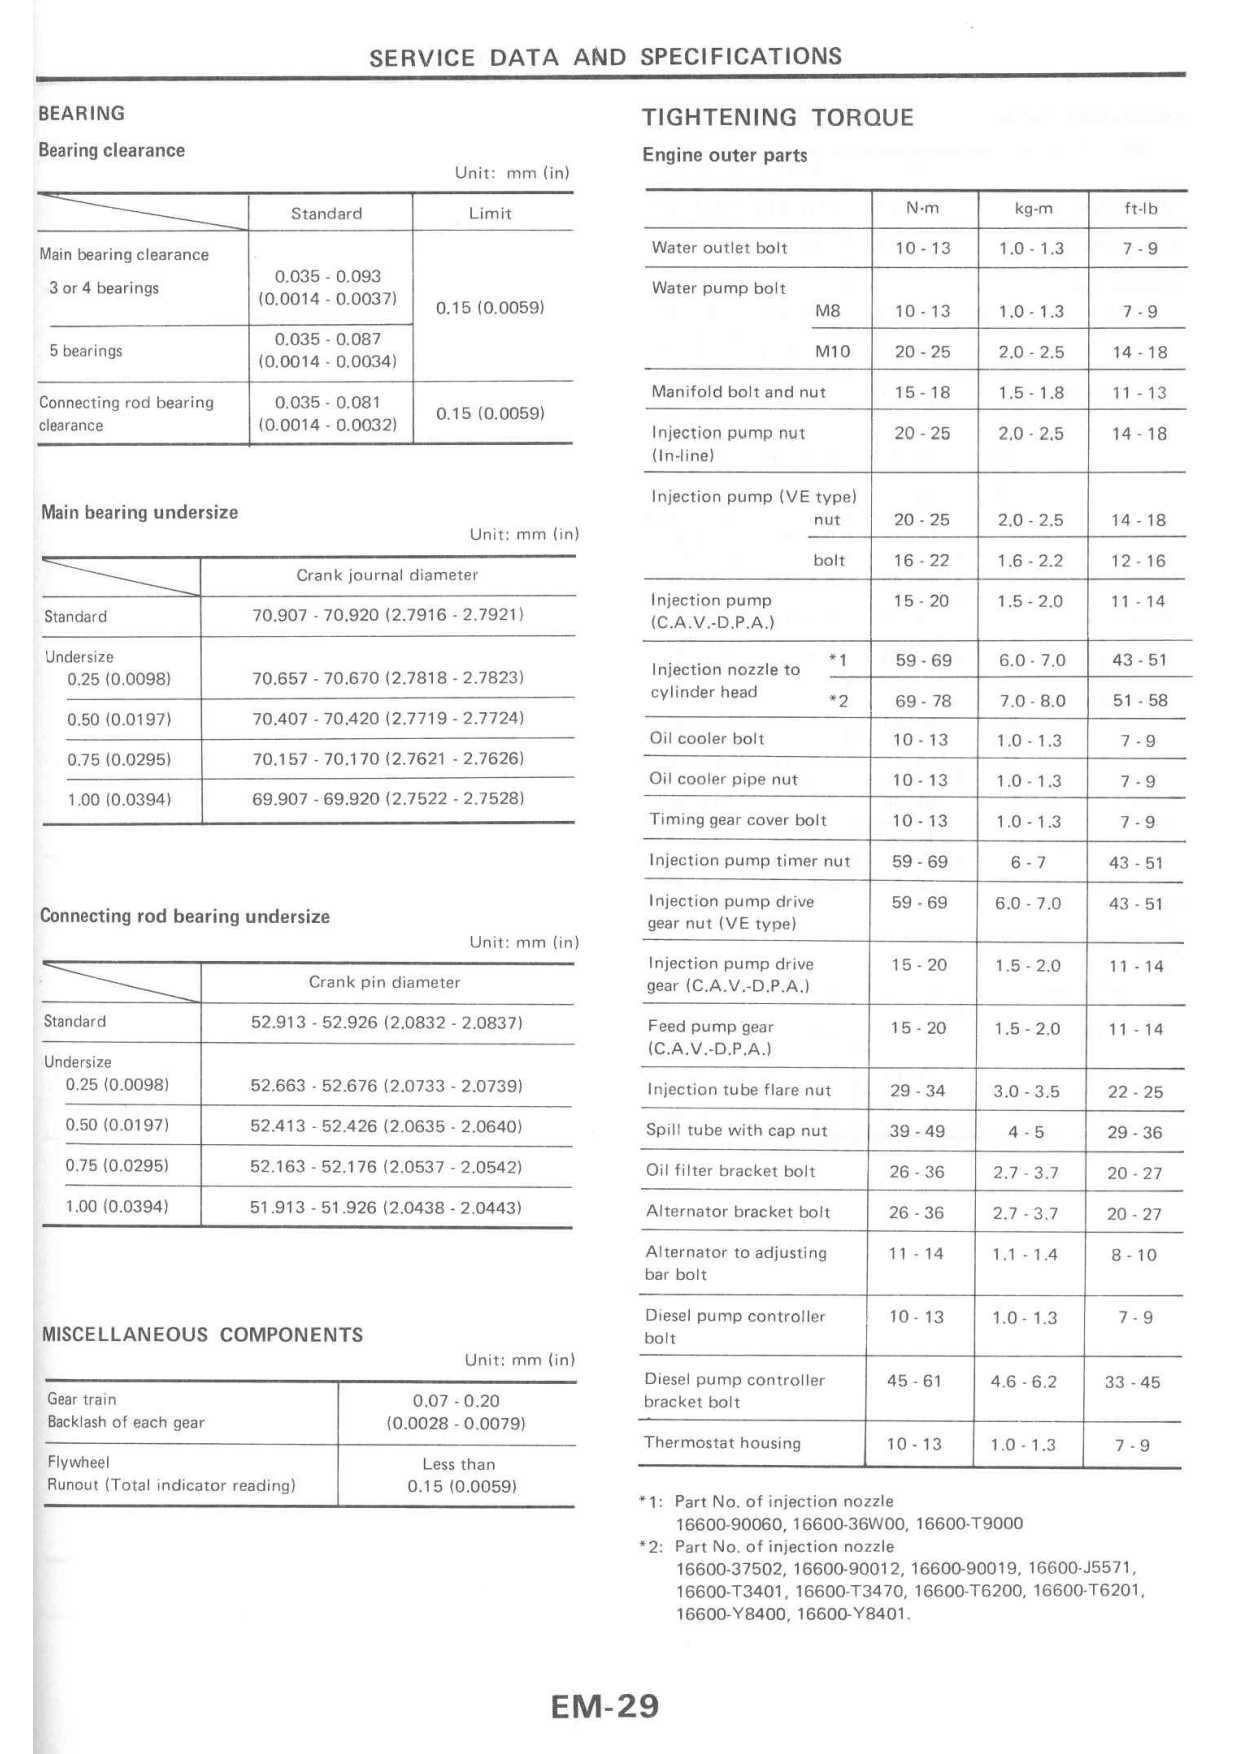 SERVICE DATA AND SPECIFICATIONS
BEARING
Bearing clearance
Unit: mm (in)
Standard Limit
Main bearing clearance
3 or 4 bearings
0.035 - 0.093
(0.0014 - 0.0037)
0.15 (0.0059)
5 bearings
0.035 - 0.087
(0.0014 - 0.0034)
Connecting rod bearing
clearance
0.035 - 0.081
(0.0014 - 0.0032)
0.15 (0.0059)
Main bearing undersize
Unit: mm (in)
Crank journal diameter
Standard 70.907 - 70.920 (2.7916 - 2.7921)
Undersize
0.25 (0.0098) 70.657 - 70.670 (2.7818 - 2.7823)
0.50 (0.0197) 70.407 - 70.420 (2.7719 - 2.7724)
0.75 (0.0295) 70.157 - 70.170 (2.7621 - 2.7626)
1.00 (0.0394) 69.907 - 69.920 (2.7522 - 2.7528)
Connecting rod bearing undersize
Unit: mm (in)
Crank pin diameter
Standard 52.913 - 52.926 (2.0832 - 2.0837)
Undersize
0.25 (0.0098) 52.663 - 52.676 (2.0733 - 2.0739)
0.50 (0.0197) 52.413 - 52.426 (2.0635 - 2.0640)
0.75 (0.0295) 52.163 - 52.176 (2.0537 - 2.0542)
1.00 (0.0394) 51.913 - 51.926 (2.0438 - 2.0443)
MISCELLANEOUS COMPONENTS
Unit: mm (in)
Gear train
Backlash of each gear
0.07 - 0.20
(0.0028 - 0.0079)
Flywheel
Runout (Total indicator reading)
Less than
0.15 (0.0059)
TIGHTENING TORQUE
Engine outer parts
N·m kg-m ft-lb
Water outlet bolt 10 - 13 1.0 - 1.3 7 - 9
Water pump bolt
M8 10 - 13 1.0 - 1.3 7 - 9
M10 20 - 25 2.0 - 2.5 14 - 18
Manifold bolt and nut 15 - 18 1.5 - 1.8 11 - 13
Injection pump nut 20 - 25 2.0 - 2.5 14 - 18
(In-line)
Injection pump (VE type)
nut 20 - 25 2.0 - 2.5 14 - 18
bolt 16 - 22 1.6 - 2.2 12 - 16
Injection pump 15 - 20 1.5 - 2.0 11 - 14
(C.A.V.-D.P.A.)
Injection nozzle to
cylinder head
*1 59 - 69 6.0 - 7.0 43 - 51
*2 69 - 78 7.0 - 8.0 51 - 58
Oil cooler bolt 10 - 13 1.0 - 1.3 7 - 9
Oil cooler pipe nut 10 - 13 1.0 - 1.3 7 - 9
Timing gear cover bolt 10 - 13 1.0 - 1.3 7 - 9
Injection pump timer nut 59 - 69 6 - 7 43 - 51
Injection pump drive 59 - 69 6.0 - 7.0 43 - 51
gear nut (VE type)
Injection pump drive 15 - 20 1.5 - 2.0 11 - 14
gear (C.A.V.-D.P.A.)
Feed pump gear 15 - 20 1.5 - 2.0 11 - 14
(C.A.V.-D.P.A.)
Injection tube flare nut 29 - 34 3.0 - 3.5 22 - 25
Spill tube with cap nut 39 - 49 4 - 5 29 - 36
Oil filter bracket bolt 26 - 36 2.7 - 3.7 20 - 27
Alternator bracket bolt 26 - 36 2.7 - 3.7 20 - 27
Alternator to adjusting 11 - 14 1.1 - 1.4 8 - 10
bar bolt
Diesel pump controller 10 - 13 1.0 - 1.3 7 - 9
bolt
Diesel pump controller 45 - 61 4.6 - 6.2 33 - 45
bracket bolt
Thermostat housing 10 - 13 1.0 - 1.3 7 - 9
*1: Part No. of injection nozzle
16600-90060, 16600-36W00, 16600-T9000
*2: Part No. of injection nozzle
16600-37502, 16600-90012, 16600-90019, 16600-J5571,
16600-T3401, 16600-T3470, 16600-T6200, 16600-T6201,
16600-Y8400, 16600-Y8401.
EM-29